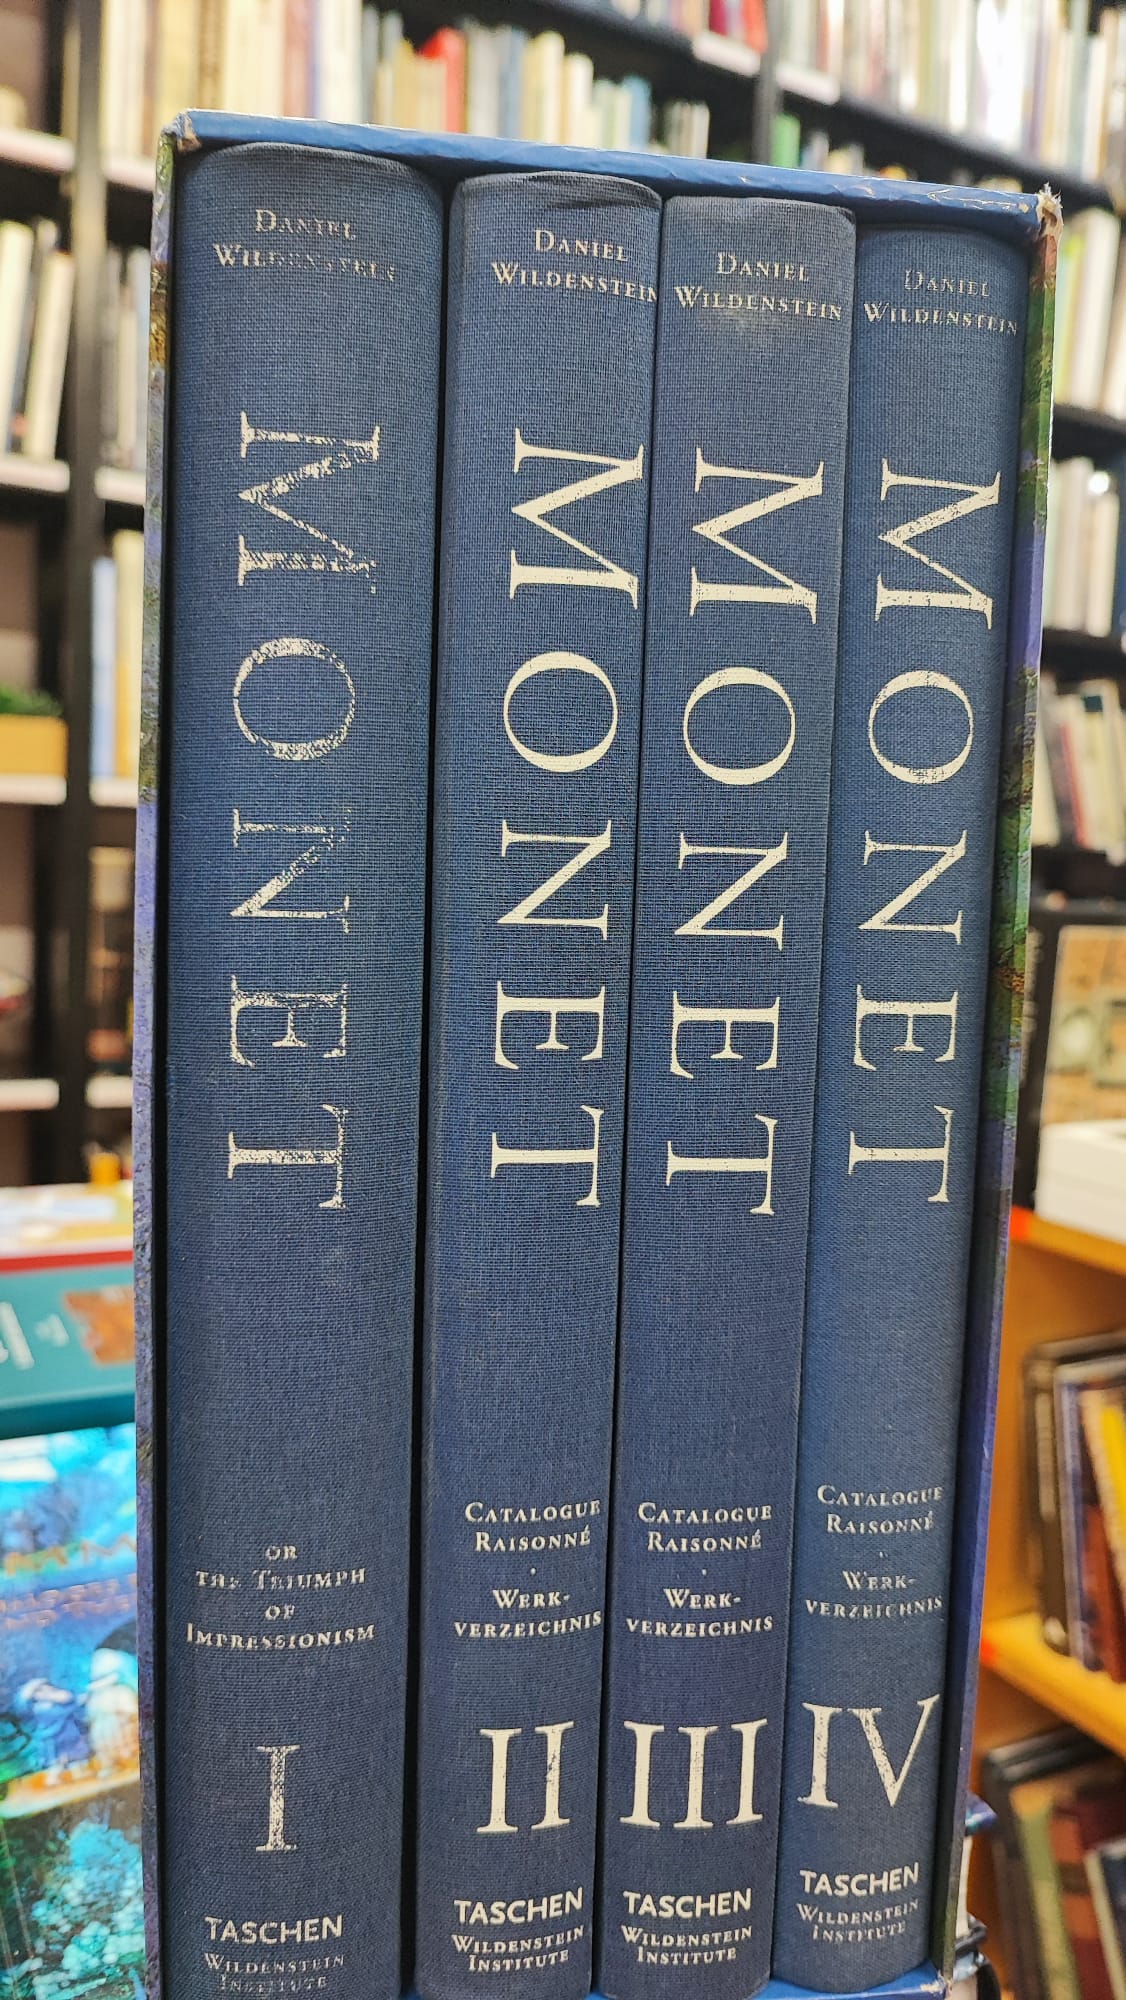 DANIEL
WILDENSTEIN
MONET
OR
THE TRIUMPH
OF
IMPRESSIONISM
I
TASCHEN
WILDENSTEIN
INSTITUTE
DANIEL
WILDENSTEIN
MONET
CATALOGUE
RAISONNÉ
·
WERK-
VERZEICHNIS
II
TASCHEN
WILDENSTEIN
INSTITUTE
DANIEL
WILDENSTEIN
MONET
CATALOGUE
RAISONNÉ
·
WERK-
VERZEICHNIS
III
TASCHEN
WILDENSTEIN
INSTITUTE
DANIEL
WILDENSTEIN
MONET
CATALOGUE
RAISONNÉ
·
WERK-
VERZEICHNIS
IV
TASCHEN
WILDENSTEIN
INSTITUTE